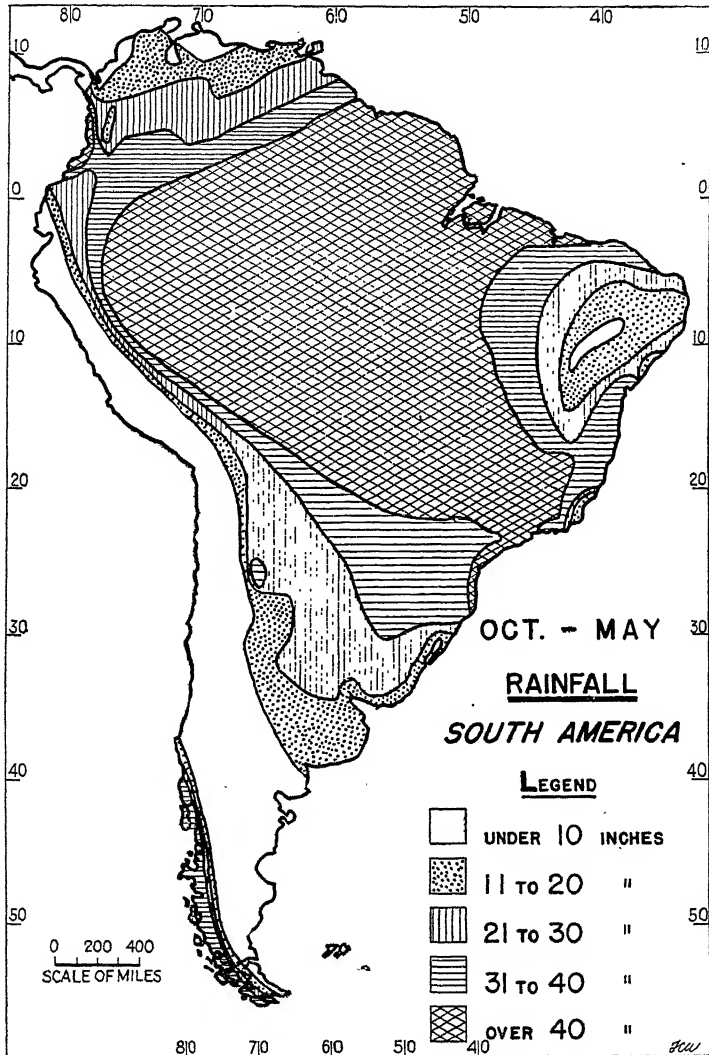 80 70 60 50 40
10 10
0 0
10 10
20 20
30 30
40 40
50 50
OCT. - MAY
RAINFALL
SOUTH AMERICA
LEGEND
UNDER 10 INCHES
11 TO 20 "
21 TO 30 "
31 TO 40 "
OVER 40 "
0 200 400
SCALE OF MILES
80 70 60 50 40